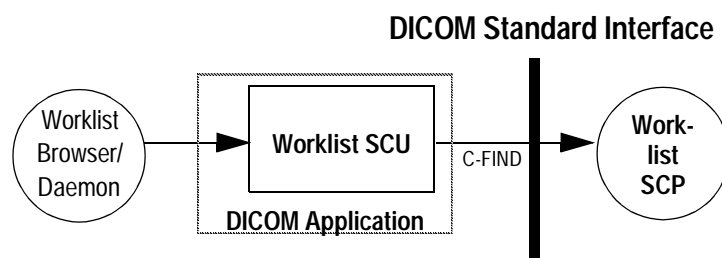 DICOM Standard Interface
Worklist
Browser/
Daemon
Worklist SCU
C-FIND
Work-
list
SCP
DICOM Application